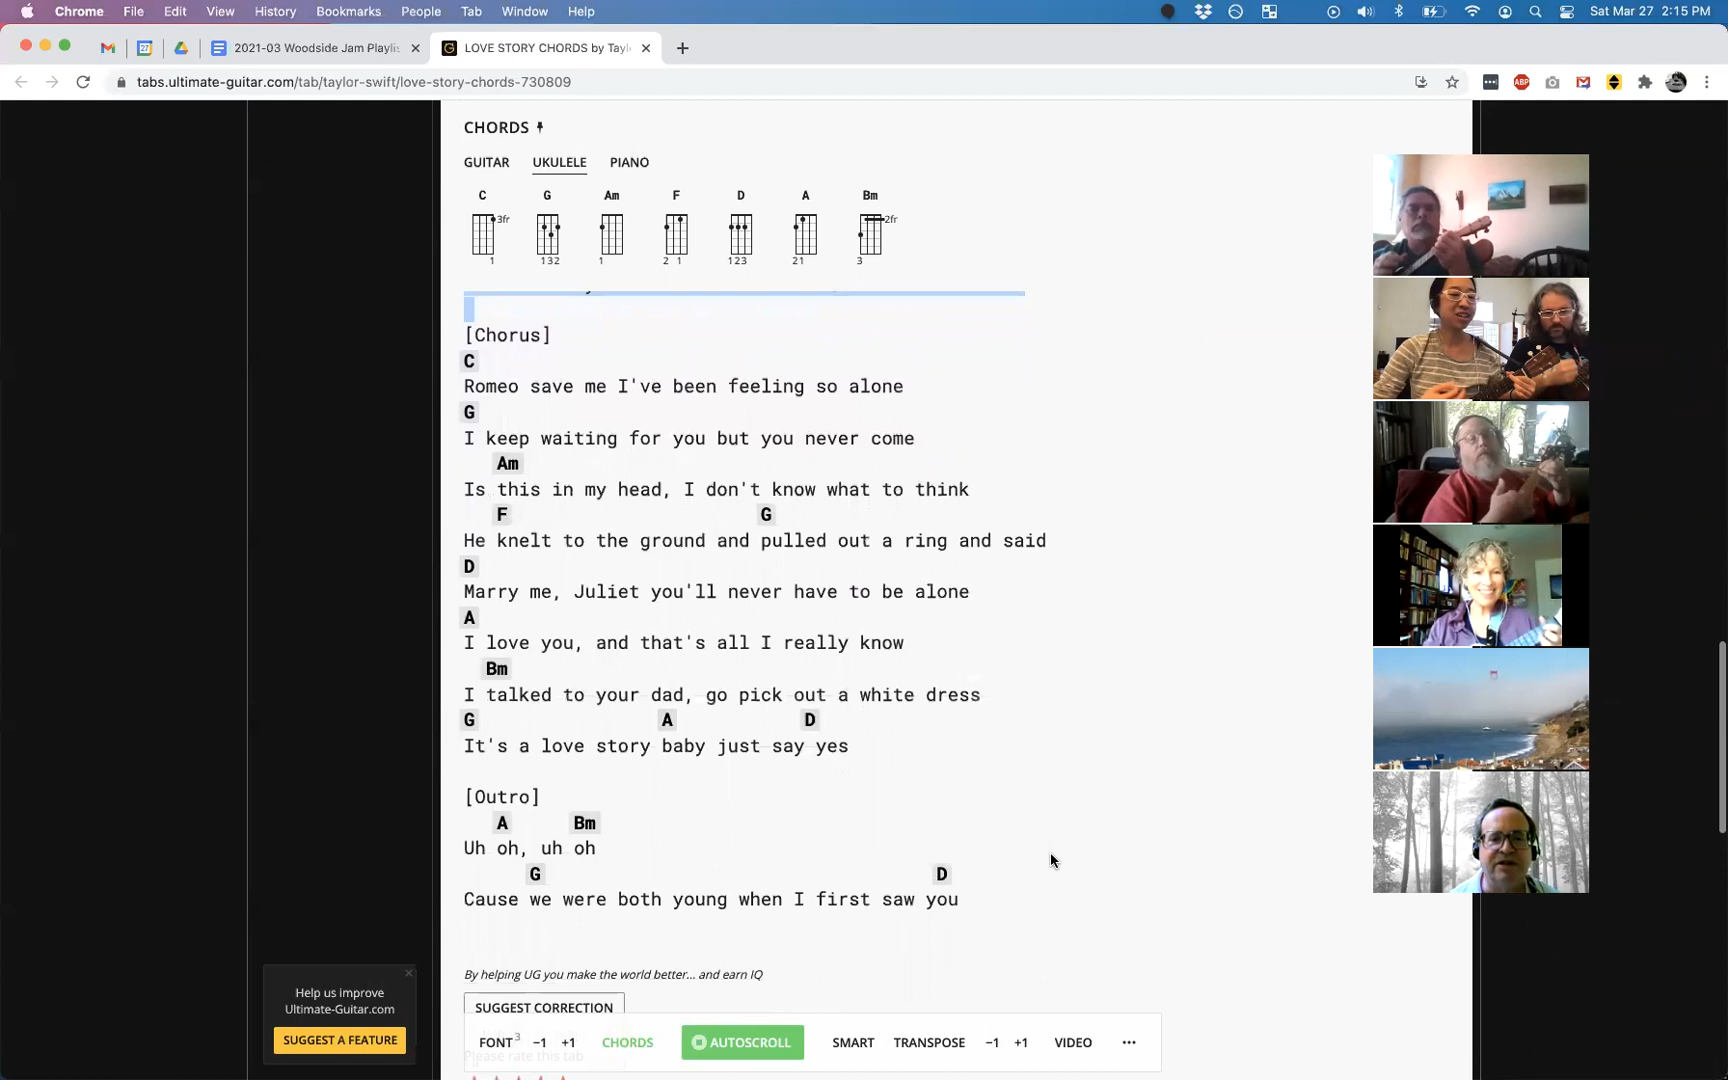 Chrome File Edit View History Bookmarks People Tab Window Help Sat Mar 27 2:15 PM
27 2021-03 Woodside Jam Playlis LOVE STORY CHORDS by Tayl
tabs.ultimate-guitar.com/tab/taylor-swift/love-story-chords-730809 ABP
CHORDS
GUITAR UKULELE PIANO
C G Am F D A Bm
3fr 2fr
1 132 1 2 1 123 21 3
[Chorus]
C
Romeo save me I've been feeling so alone
G
I keep waiting for you but you never come
Am
Is this in my head, I don't know what to think
F G
He knelt to the ground and pulled out a ring and said
D
Marry me, Juliet you'll never have to be alone
A
I love you, and that's all I really know
Bm
I talked to your dad, go pick out a white dress
G A D
It's a love story baby just say yes
[Outro]
A Bm
Uh oh, uh oh
G D
Cause we were both young when I first saw you
By helping UG you make the world better... and earn IQ
SUGGEST CORRECTION
Help us improve
Ultimate-Guitar.com
SUGGEST A FEATURE
FONT 3 −1 +1 CHORDS AUTOSCROLL SMART TRANSPOSE −1 +1 VIDEO •••
Please rate this tab